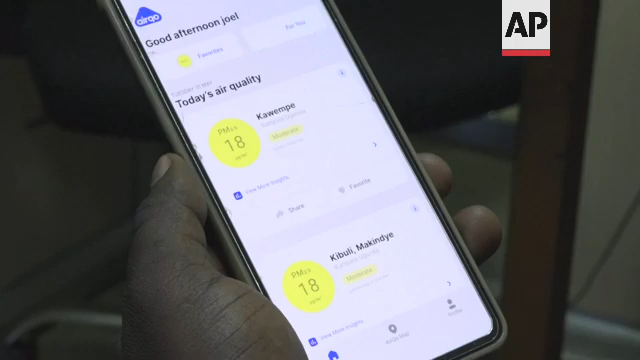 AP
airqo
Good afternoon joel
Favorites
For You
Today's air quality
Kawempe
PM2.5
18
Moderate
View More Insights
Share
Favorite
Kibuli, Makindye
PM2.5
18
Moderate
View More Insights
AirQo Map
Profile